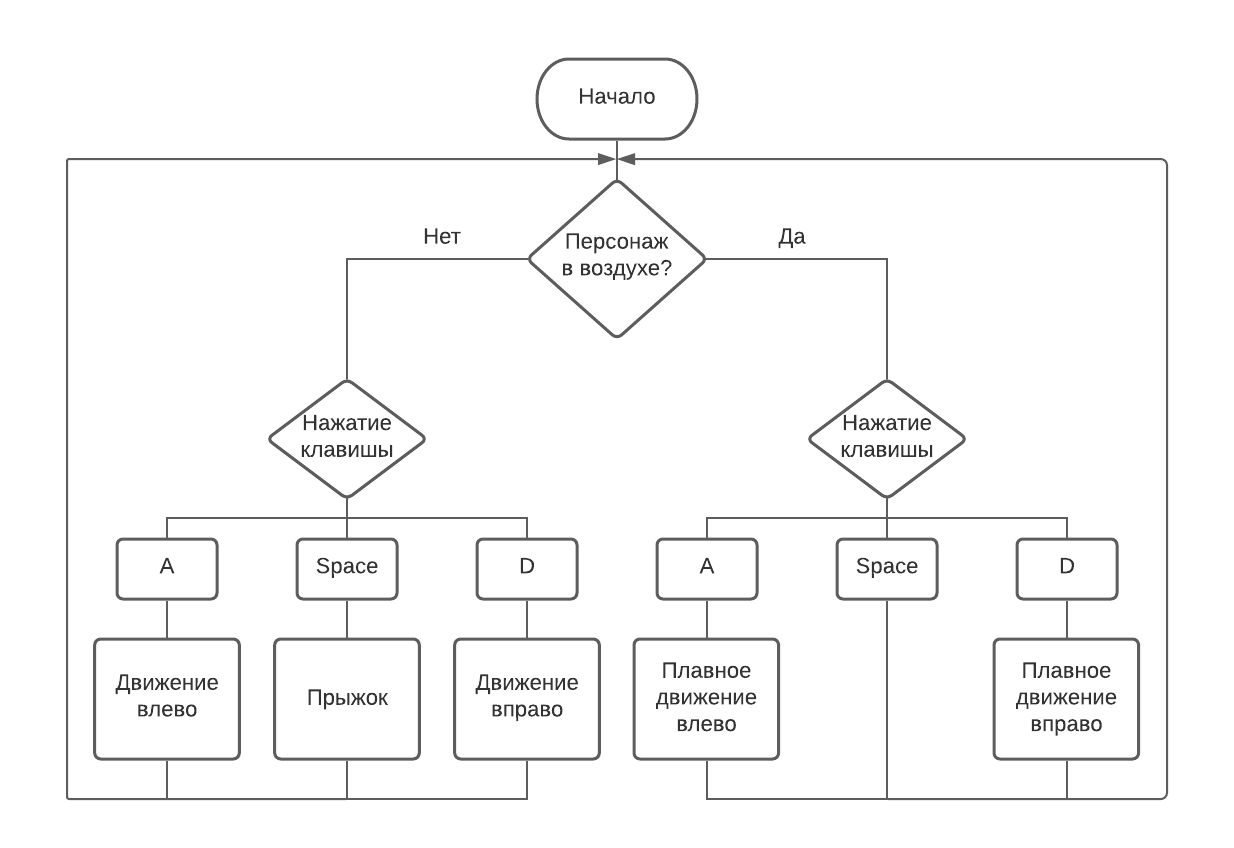 Начало
Нет
Да
Персонаж
в воздухе?
Нажатие
клавишы
Нажатие
клавишы
A
Space
D
A
Space
D
Движение
влево
Прыжок
Движение
вправо
Плавное
движение
влево
Плавное
движение
вправо